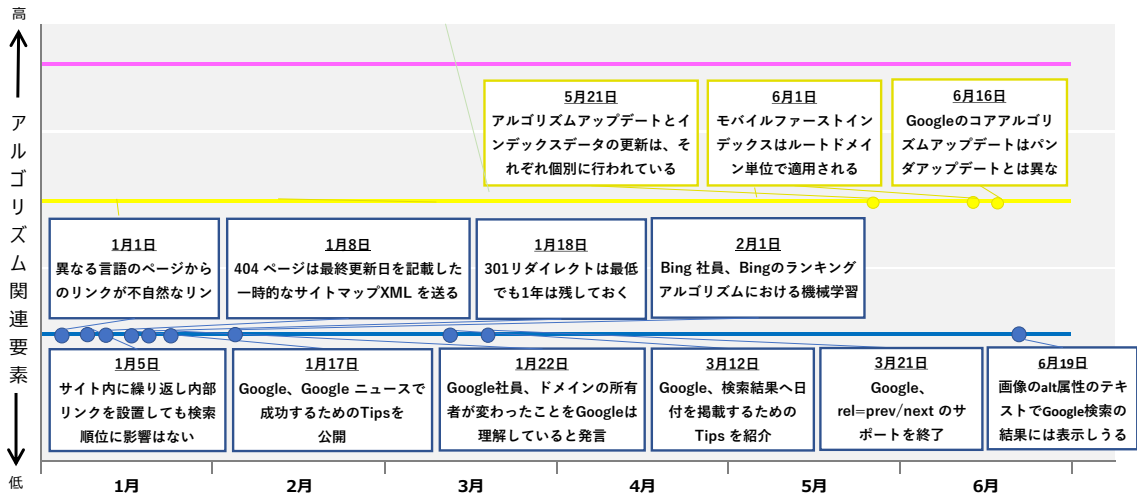 高
アルゴリズム関連要素
低
5月21日
アルゴリズムアップデートとイ
ンデックスデータの更新は、そ
れぞれ個別に行われている
6月1日
モバイルファーストイン
デックスはルートドメイ
ン単位で適用される
6月16日
Googleのコアアルゴリ
ズムアップデートはパン
ダアップデートとは異な
1月1日
異なる言語のページから
のリンクが不自然なリン
1月8日
404 ページは最終更新日を記載した
一時的なサイトマップXML を送る
1月18日
301リダイレクトは最低
でも1年は残しておく
2月1日
Bing 社員、Bingのランキング
アルゴリズムにおける機械学習
1月5日
サイト内に繰り返し内部
リンクを設置しても検索
順位に影響はない
1月17日
Google、Google ニュースで
成功するためのTipsを
公開
1月22日
Google社員、ドメインの所有
者が変わったことをGoogleは
理解していると発言
3月12日
Google、検索結果へ日
付を掲載するための
Tips を紹介
3月21日
Google、
rel=prev/next のサ
ポートを終了
6月19日
画像のalt属性のテキ
ストでGoogle検索の
結果には表示しうる
1月
2月
3月
4月
5月
6月